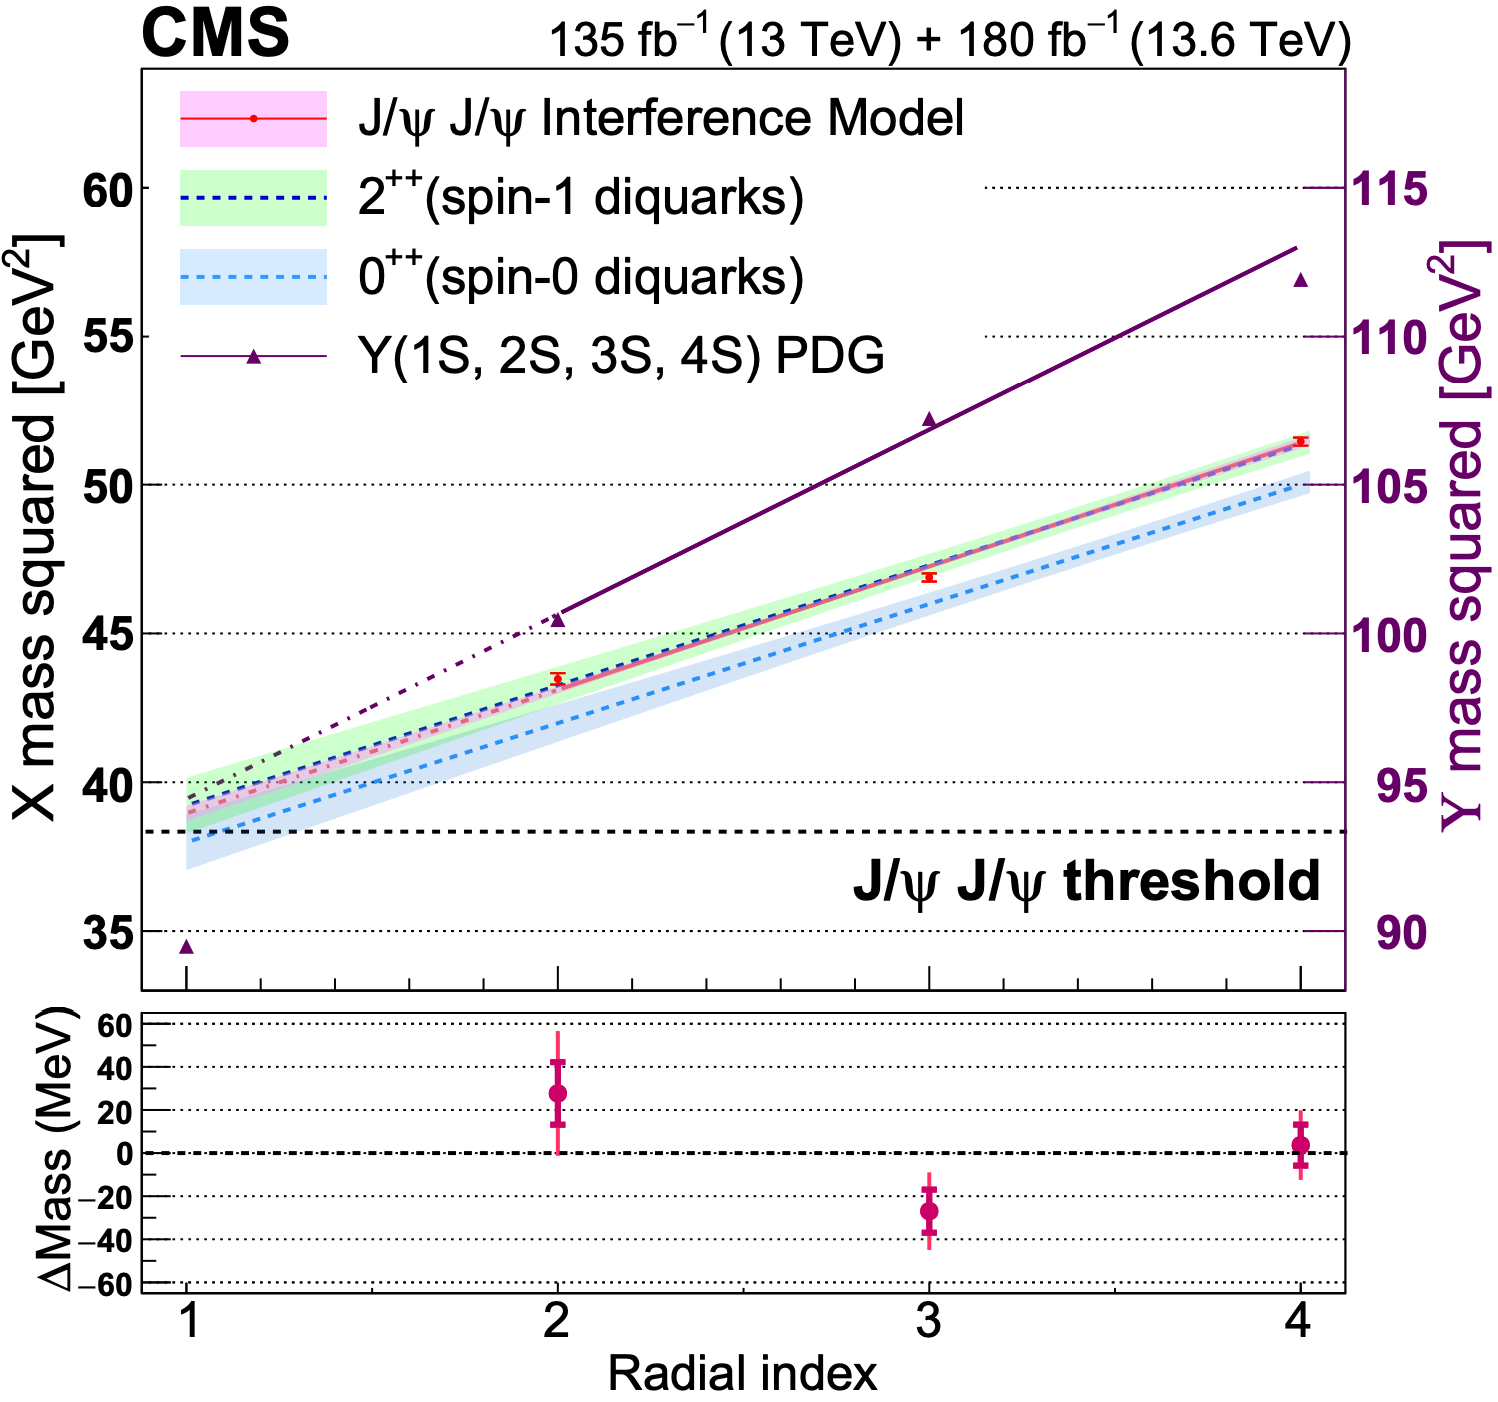 CMS 135 fb⁻¹ (13 TeV) + 180 fb⁻¹ (13.6 TeV)
J/ψ J/ψ Interference Model
2⁺⁺(spin-1 diquarks)
0⁺⁺(spin-0 diquarks)
Υ(1S, 2S, 3S, 4S) PDG
X mass squared [GeV²]
60
55
50
45
40
35
115
110
105
100
95
90
Υ mass squared [GeV²]
J/ψ J/ψ threshold
ΔMass (MeV)
60
40
20
0
−20
−40
−60
1 2 3 4
Radial index